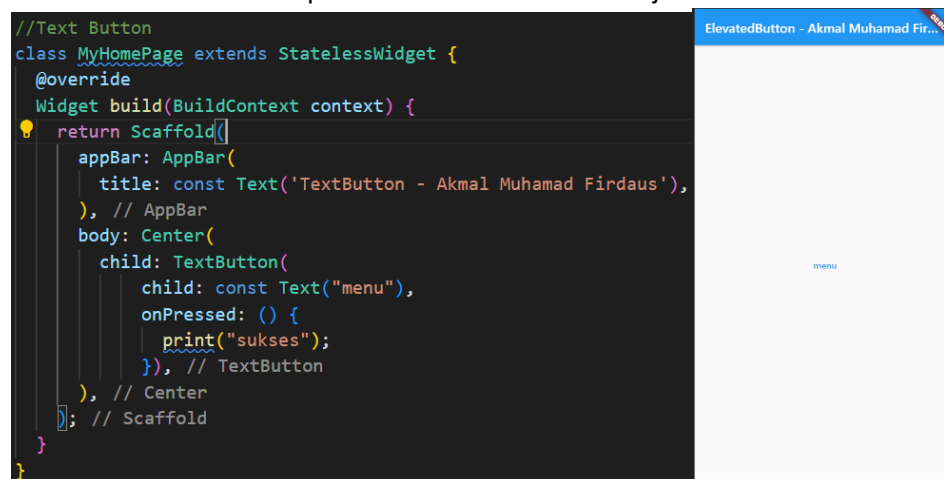 //Text Button
class MyHomePage extends StatelessWidget {
@override
Widget build(BuildContext context) {
return Scaffold(
appBar: AppBar(
title: const Text('TextButton - Akmal Muhamad Firdaus'),
), // AppBar
body: Center(
child: TextButton(
child: const Text("menu"),
onPressed: () {
print("sukses");
}), // TextButton
), // Center
); // Scaffold
}
}
ElevatedButton - Akmal Muhamad Fir...
menu